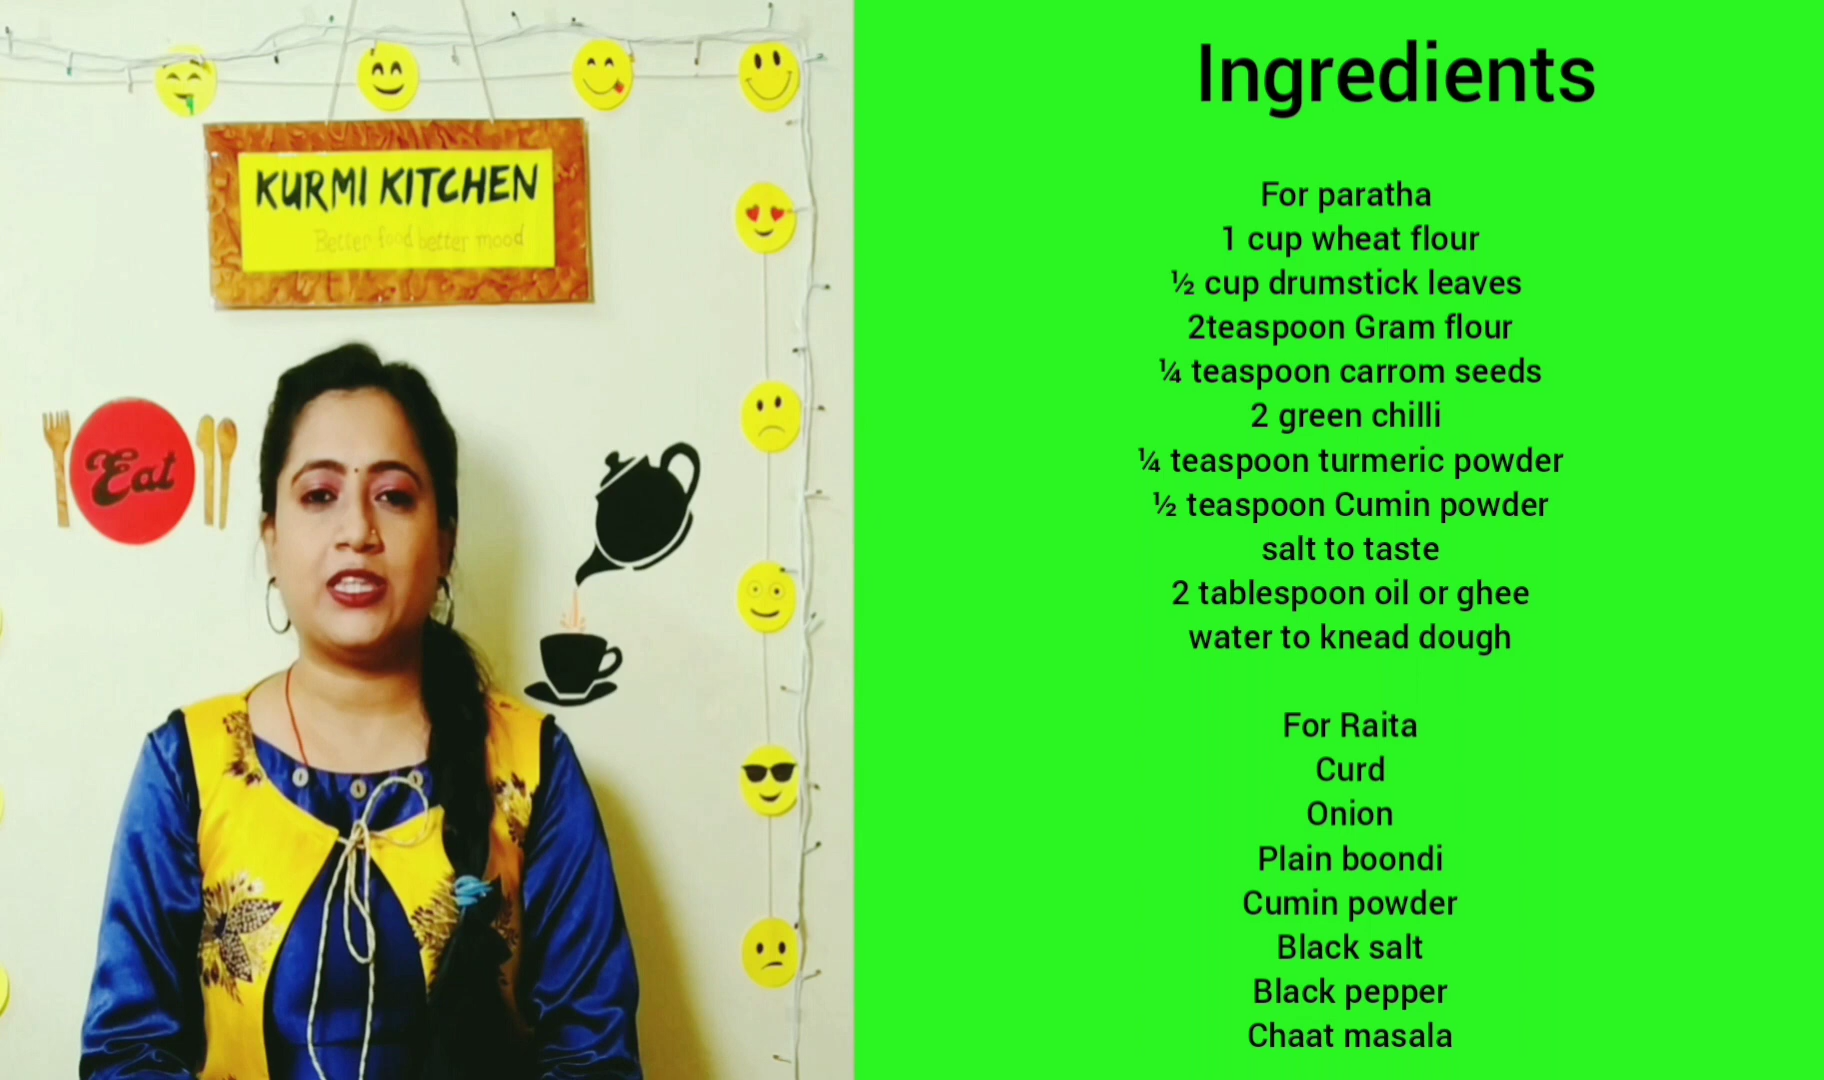 KURMI KITCHEN
Better food better mood
Eat
Ingredients
For paratha
1 cup wheat flour
½ cup drumstick leaves
2teaspoon Gram flour
¼ teaspoon carrom seeds
2 green chilli
¼ teaspoon turmeric powder
½ teaspoon Cumin powder
salt to taste
2 tablespoon oil or ghee
water to knead dough
For Raita
Curd
Onion
Plain boondi
Cumin powder
Black salt
Black pepper
Chaat masala